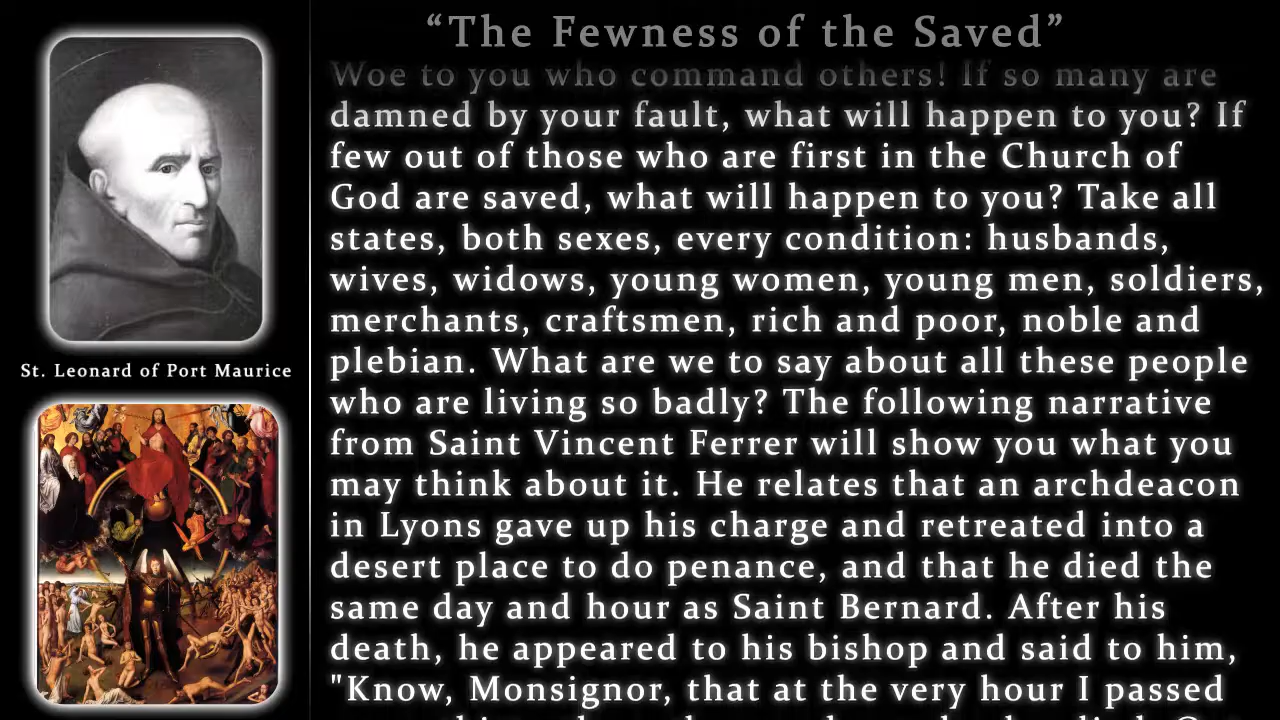 “The Fewness of the Saved”
Woe to you who command others! If so many are
damned by your fault, what will happen to you? If
few out of those who are first in the Church of
God are saved, what will happen to you? Take all
states, both sexes, every condition: husbands,
wives, widows, young women, young men, soldiers,
merchants, craftsmen, rich and poor, noble and
plebian. What are we to say about all these people
who are living so badly? The following narrative
from Saint Vincent Ferrer will show you what you
may think about it. He relates that an archdeacon
in Lyons gave up his charge and retreated into a
desert place to do penance, and that he died the
same day and hour as Saint Bernard. After his
death, he appeared to his bishop and said to him,
"Know, Monsignor, that at the very hour I passed
St. Leonard of Port Maurice